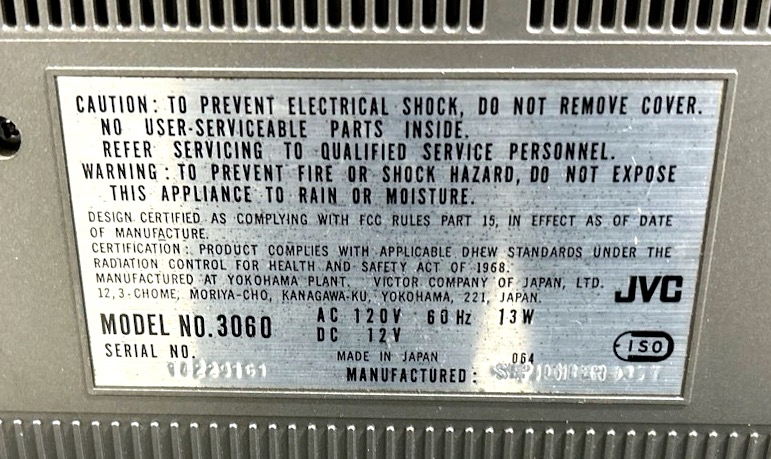 CAUTION: TO PREVENT ELECTRICAL SHOCK, DO NOT REMOVE COVER.
NO USER-SERVICEABLE PARTS INSIDE.
REFER SERVICING TO QUALIFIED SERVICE PERSONNEL.
WARNING: TO PREVENT FIRE OR SHOCK HAZARD, DO NOT EXPOSE
THIS APPLIANCE TO RAIN OR MOISTURE.
DESIGN CERTIFIED AS COMPLYING WITH FCC RULES PART 15, IN EFFECT AS OF DATE
OF MANUFACTURE.
CERTIFICATION: PRODUCT COMPLIES WITH APPLICABLE DHEW STANDARDS UNDER THE
RADIATION CONTROL FOR HEALTH AND SAFETY ACT OF 1968.
MANUFACTURED AT YOKOHAMA PLANT. VICTOR COMPANY OF JAPAN, LTD.
12, 3-CHOME, MORIYA-CHO, KANAGAWA-KU, YOKOHAMA, 221, JAPAN.
JVC
MODEL NO. 3060 AC 120V 60Hz 13W
DC 12V
ISO
SERIAL NO. MADE IN JAPAN 064
MANUFACTURED: